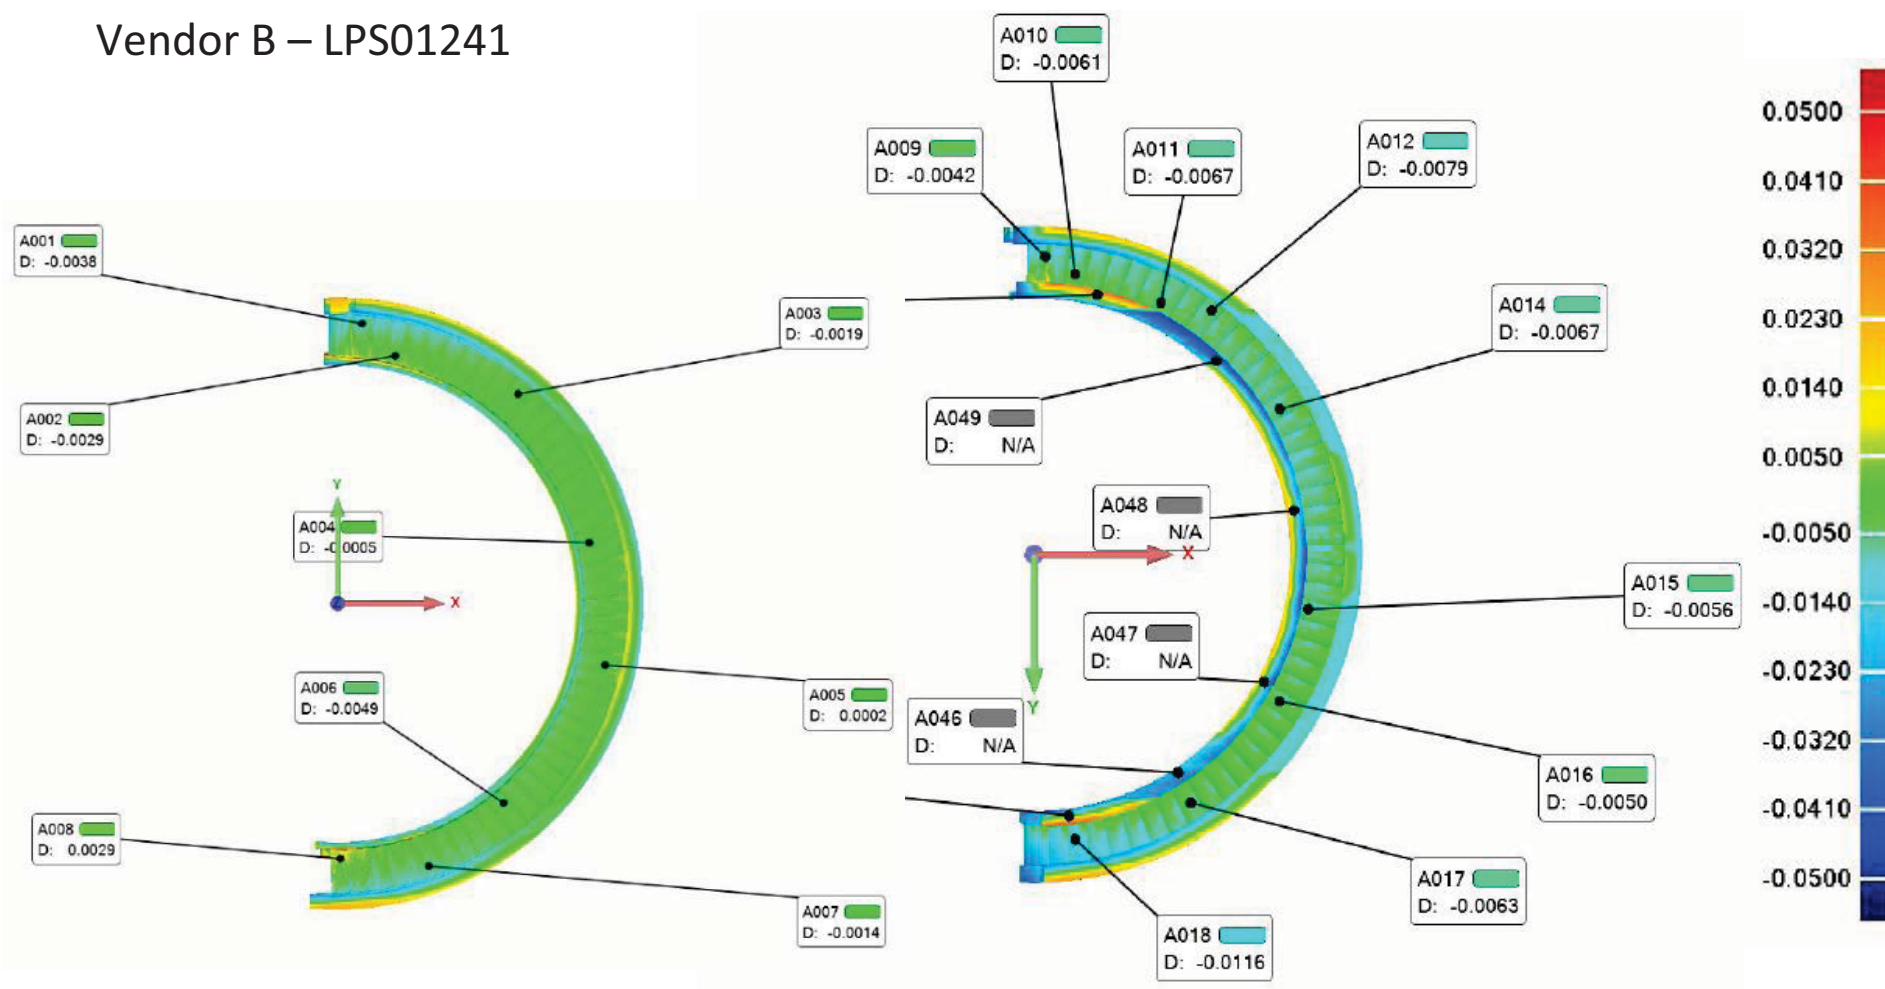 Vendor B – LPS01241
A001
D: -0.0038
A002
D: -0.0029
A003
D: -0.0019
A004
D: -0.0005
A005
D: 0.0002
A006
D: -0.0049
A007
D: -0.0014
A008
D: 0.0029
Y
X
Z
A009
D: -0.0042
A010
D: -0.0061
A011
D: -0.0067
A012
D: -0.0079
A014
D: -0.0067
A049
D: N/A
A048
D: N/A
X
A015
D: -0.0056
A047
D: N/A
Y
A046
D: N/A
A016
D: -0.0050
A017
D: -0.0063
A018
D: -0.0116
0.0500
0.0410
0.0320
0.0230
0.0140
0.0050
-0.0050
-0.0140
-0.0230
-0.0320
-0.0410
-0.0500